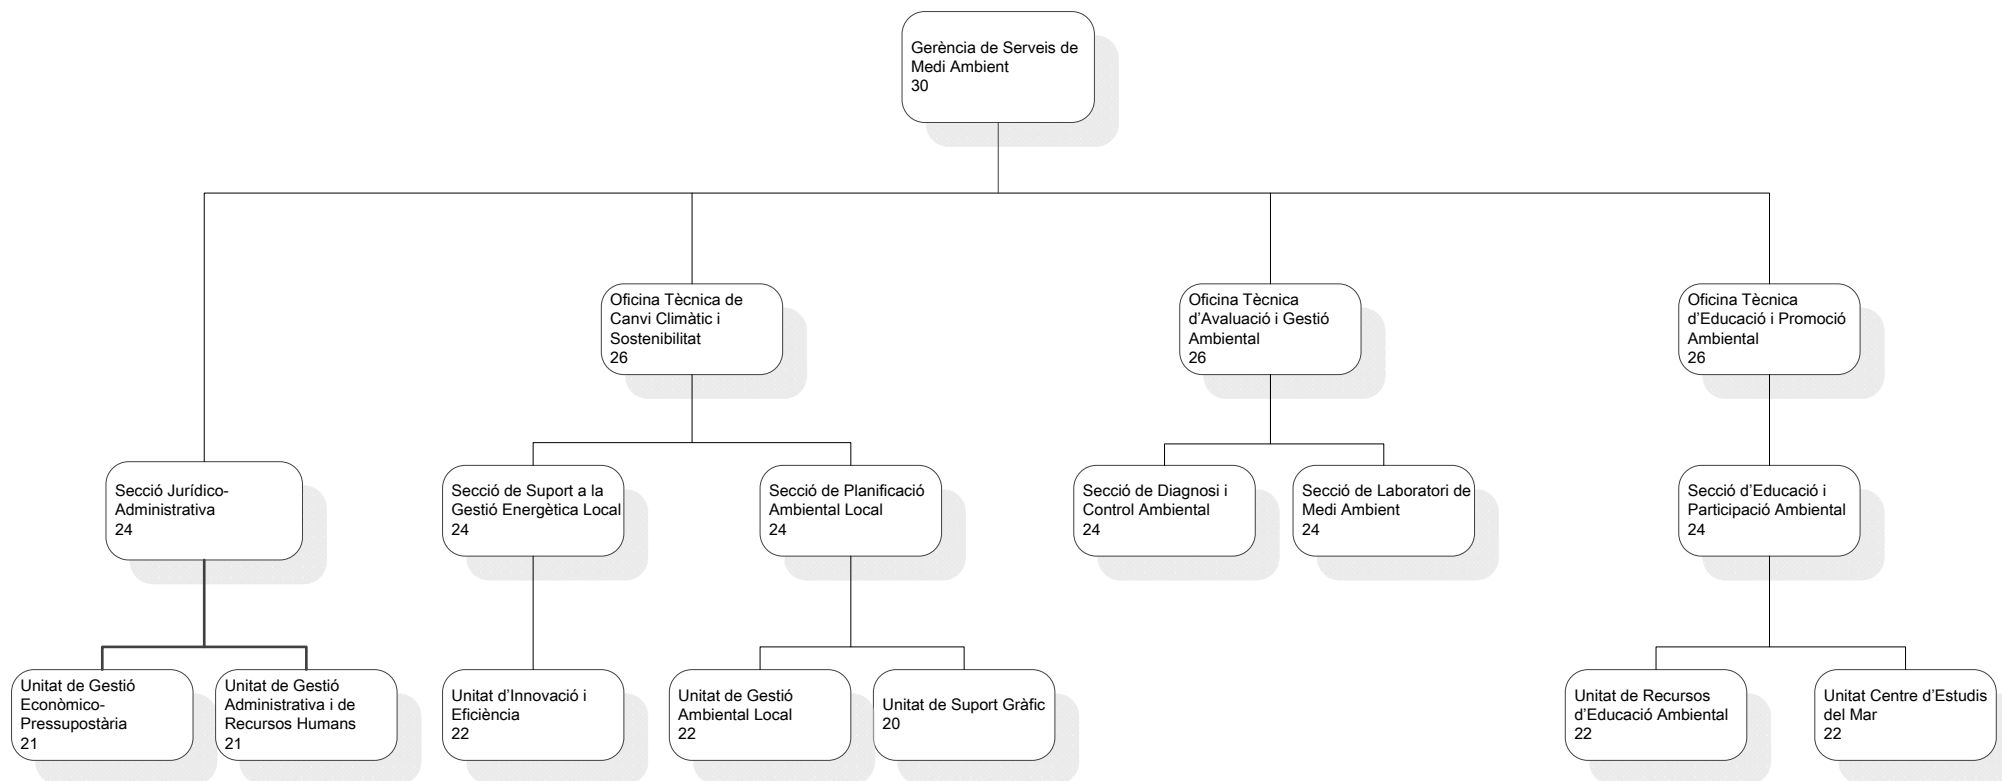 Gerència de Serveis de
Medi Ambient
30
Oficina Tècnica de
Canvi Climàtic i
Sostenibilitat
26
Oficina Tècnica
d’Avaluació i Gestió
Ambiental
26
Oficina Tècnica
d’Educació i Promoció
Ambiental
26
Secció Jurídico-
Administrativa
24
Secció de Suport a la
Gestió Energètica Local
24
Secció de Planificació
Ambiental Local
24
Secció de Diagnosi i
Control Ambiental
24
Secció de Laboratori de
Medi Ambient
24
Secció d’Educació i
Participació Ambiental
24
Unitat de Gestió
Econòmico-
Pressupostària
21
Unitat de Gestió
Administrativa i de
Recursos Humans
21
Unitat d’Innovació i
Eficiència
22
Unitat de Gestió
Ambiental Local
22
Unitat de Suport Gràfic
20
Unitat de Recursos
d’Educació Ambiental
22
Unitat Centre d’Estudis
del Mar
22